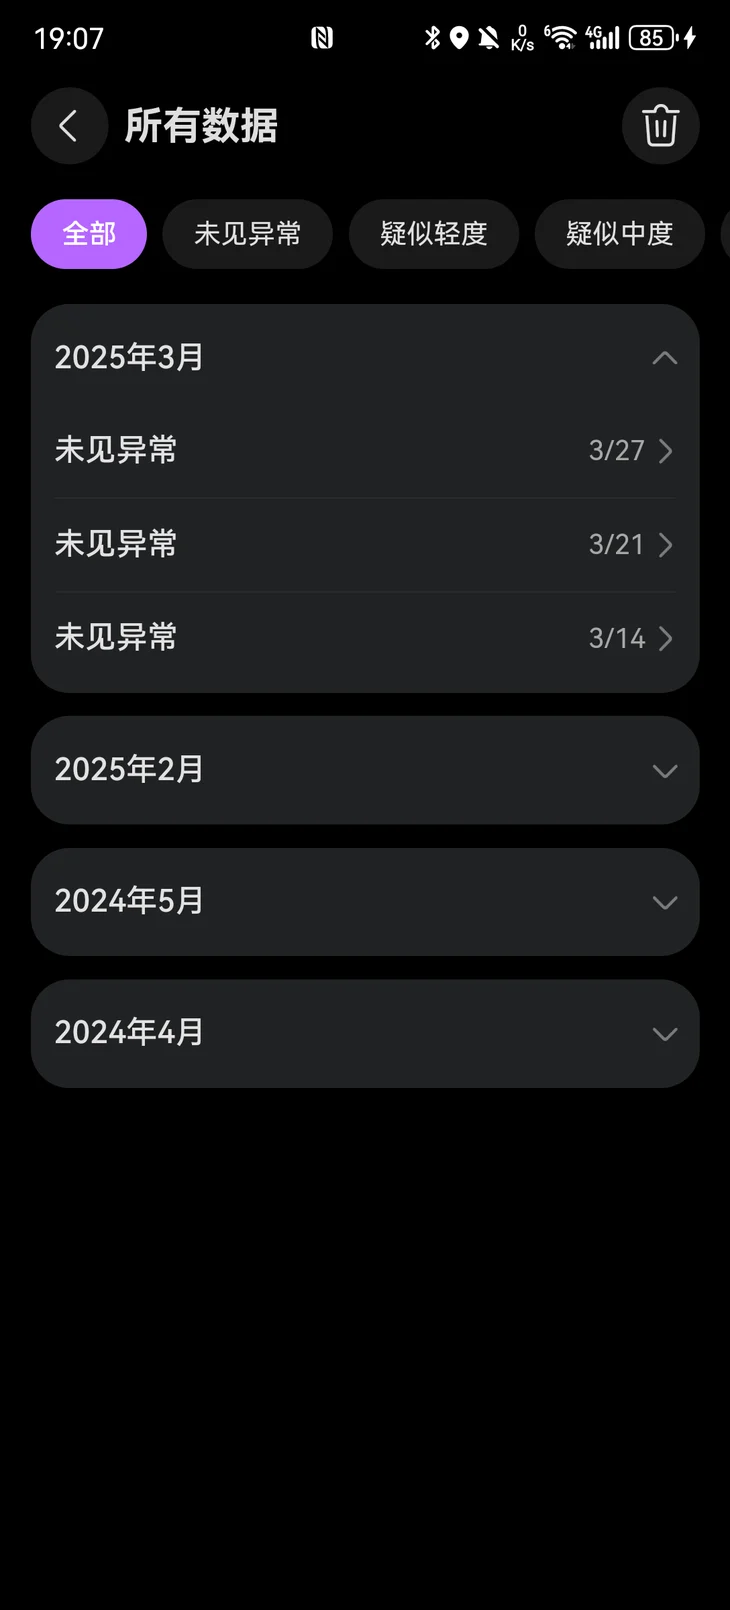 19:07 0 K/s 6 4G 85
所有数据
全部 未见异常 疑似轻度 疑似中度
2025年3月
未见异常 3/27
未见异常 3/21
未见异常 3/14
2025年2月
2024年5月
2024年4月